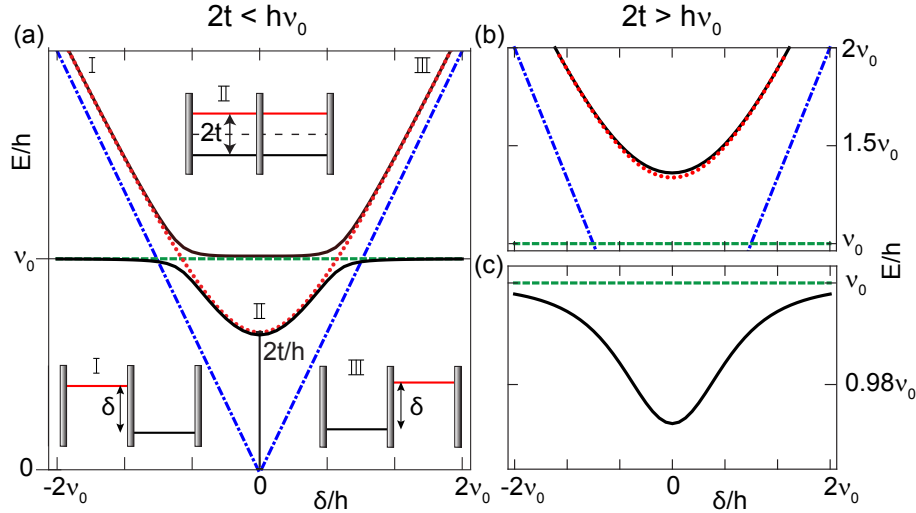 2t < hν₀
2t > hν₀
(a)
I
III
II
2t
E/h
ν₀
II
2t/h
I
δ
III
δ
0
-2ν₀
0
δ/h
2ν₀
(b)
2ν₀
1.5ν₀
ν₀
(c)
E/h
ν₀
0.98ν₀
-2ν₀
0
δ/h
2ν₀